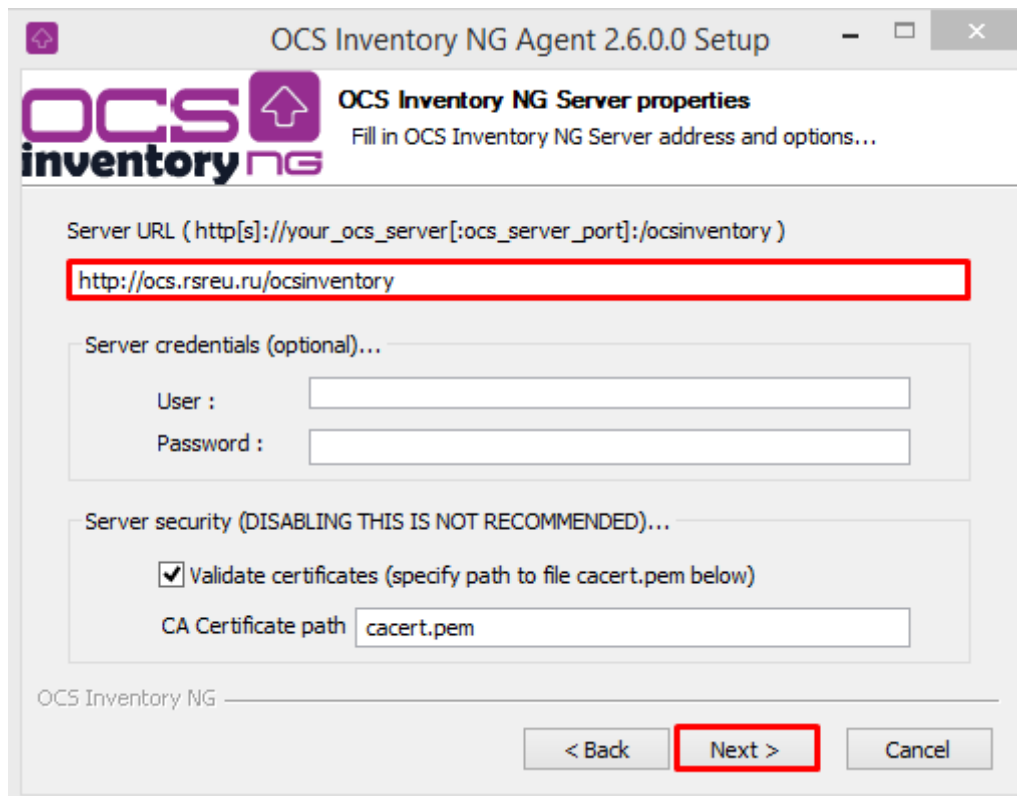 OCS Inventory NG Agent 2.6.0.0 Setup
OCS
inventory NG
OCS Inventory NG Server properties
Fill in OCS Inventory NG Server address and options...
Server URL ( http[s]://your_ocs_server[:ocs_server_port]:/ocsinventory )
http://ocs.rsreu.ru/ocsinventory
Server credentials (optional)...
User :
Password :
Server security (DISABLING THIS IS NOT RECOMMENDED)...
Validate certificates (specify path to file cacert.pem below)
CA Certificate path cacert.pem
OCS Inventory NG
< Back Next > Cancel